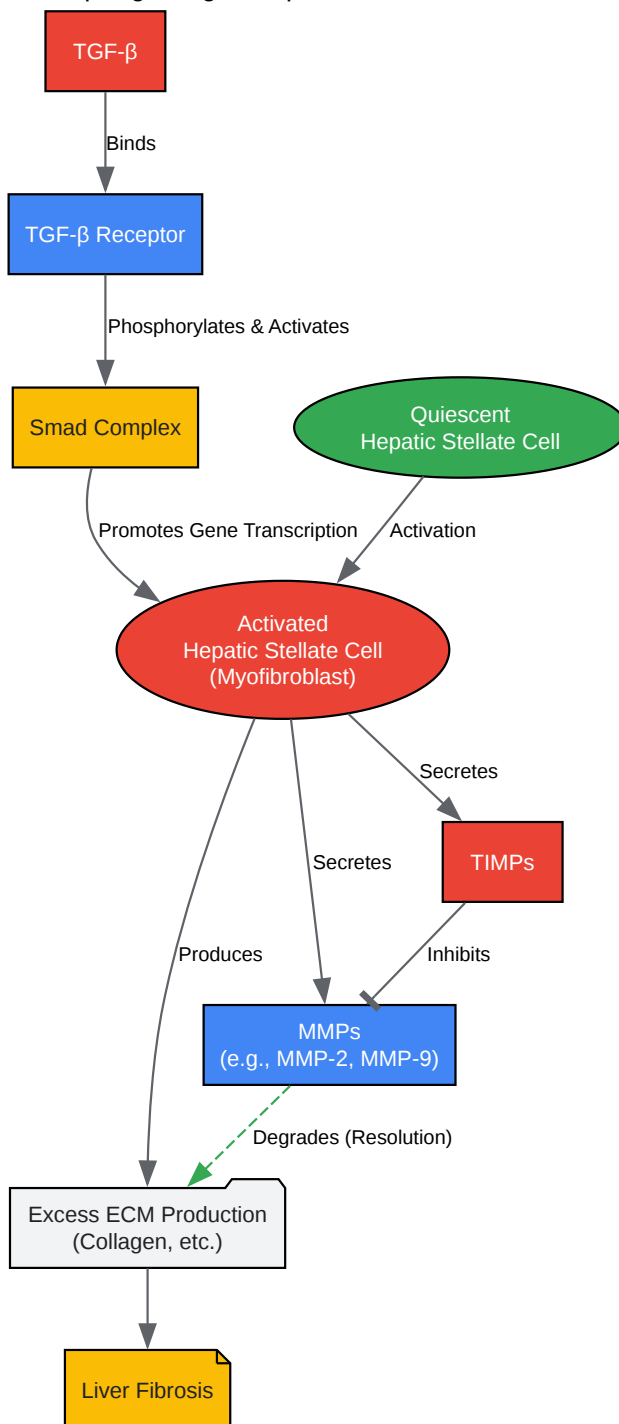 TGF-β
Binds
TGF-β Receptor
Phosphorylates & Activates
Smad Complex
Quiescent
Hepatic Stellate Cell
Promotes Gene Transcription
Activation
Activated
Hepatic Stellate Cell
(Myofibroblast)
Secretes
TIMPs
Secretes
Produces
Inhibits
MMPs
(e.g., MMP-2, MMP-9)
Degrades (Resolution)
Excess ECM Production
(Collagen, etc.)
Liver Fibrosis